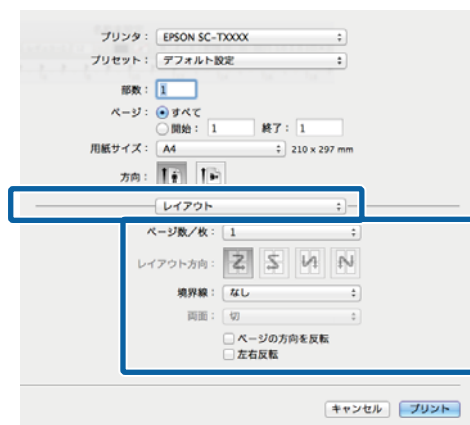 プリンタ： EPSON SC-TXXXX
プリセット： デフォルト設定
部数： 1
ページ： すべて
開始： 1 終了： 1
用紙サイズ： A4 210 x 297 mm
方向：
レイアウト
ページ数／枚： 1
レイアウト方向：
境界線： なし
両面： 切
ページの方向を反転
左右反転
キャンセル プリント